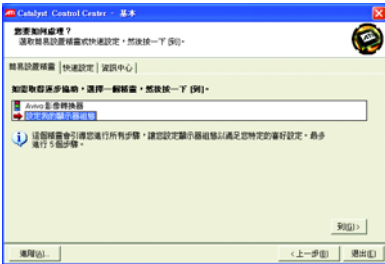 Catalyst Control Center - 基本
您要如何處理？
選取簡易設置精靈或快速設定，然後按一下 [到]。
簡易設置精靈 快速設定 資訊中心
如需取得逐步協助，選擇一個精靈，然後按一下 [到]。
Avivo 影像轉換器
設定我的顯示器組態
這個精靈會引導您進行所有步驟，讓您設定顯示器組態以滿足您特定的喜好設定。最多
進行 5 個步驟。
到(G)>
進階(A)...
<上一步(B)
退出(E)